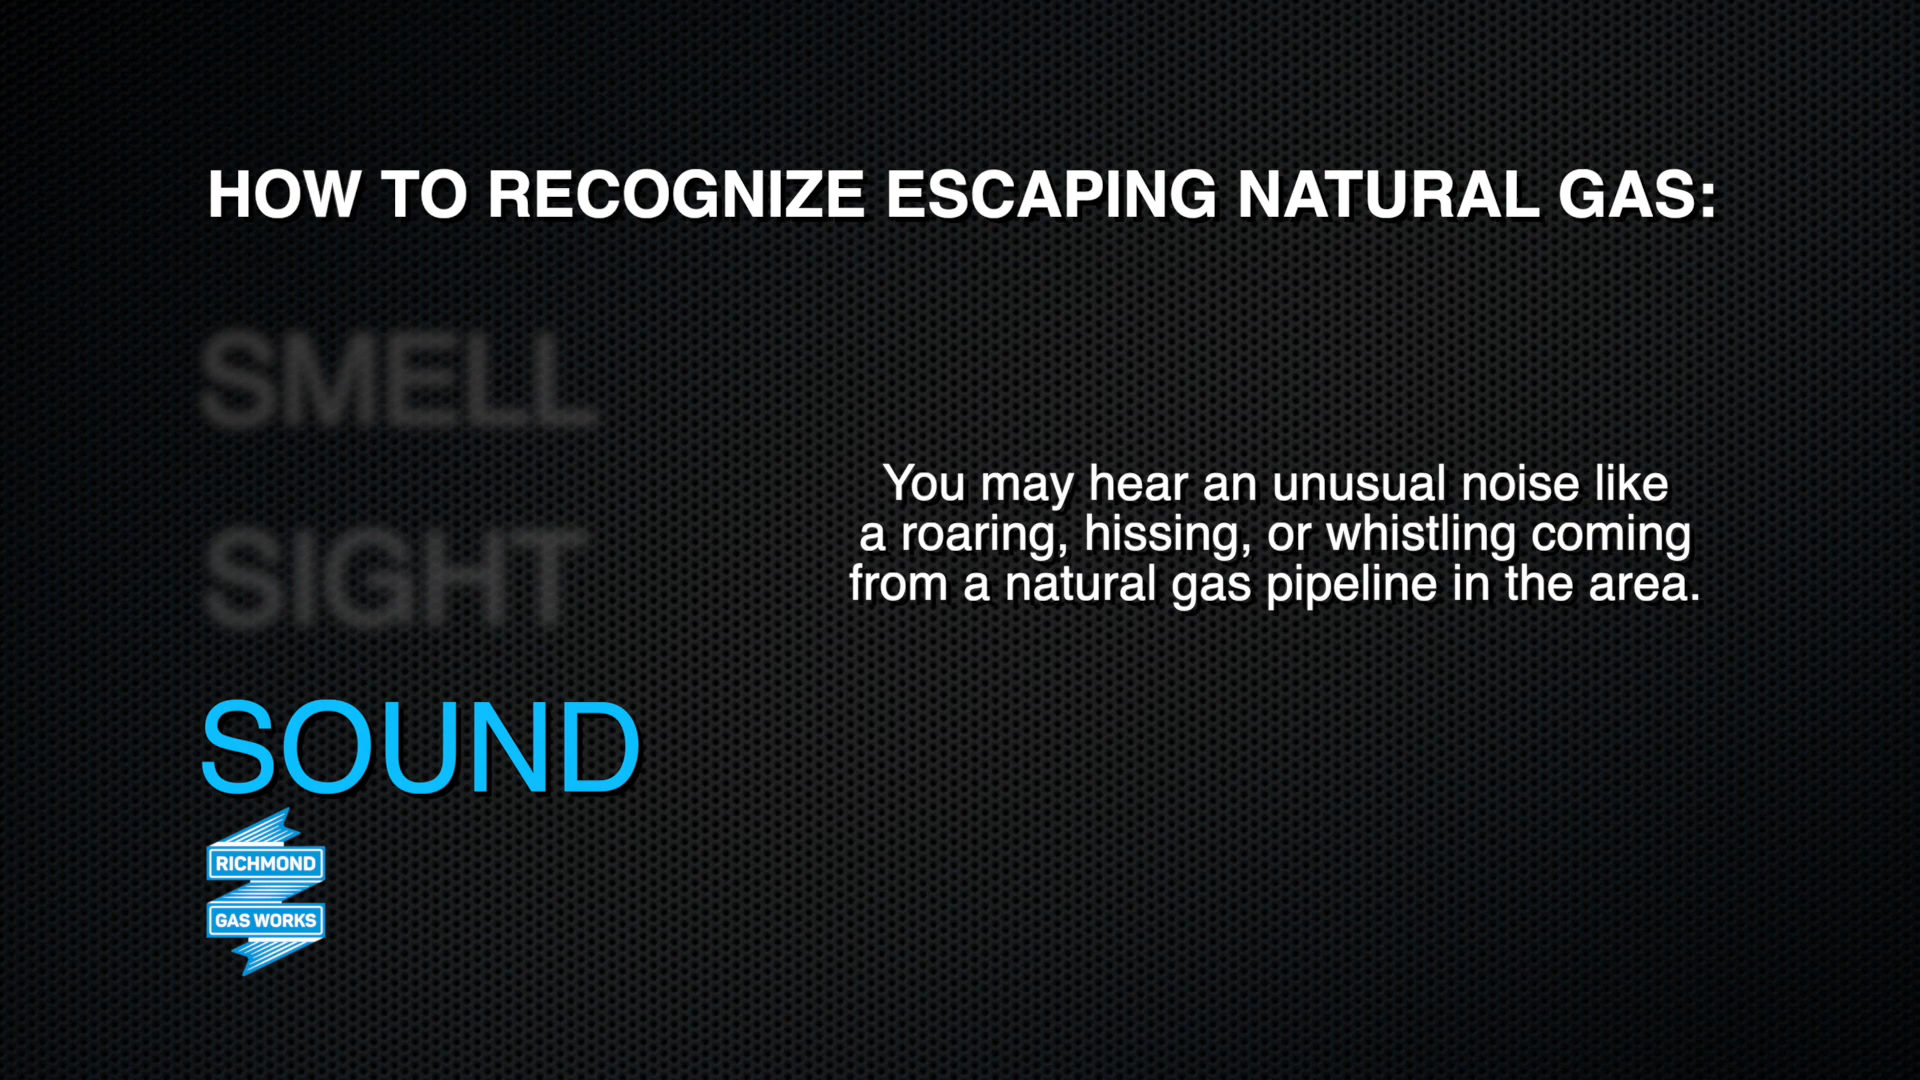 HOW TO RECOGNIZE ESCAPING NATURAL GAS:
SMELL
SIGHT
SOUND
You may hear an unusual noise like
a roaring, hissing, or whistling coming
from a natural gas pipeline in the area.
RICHMOND
GAS WORKS